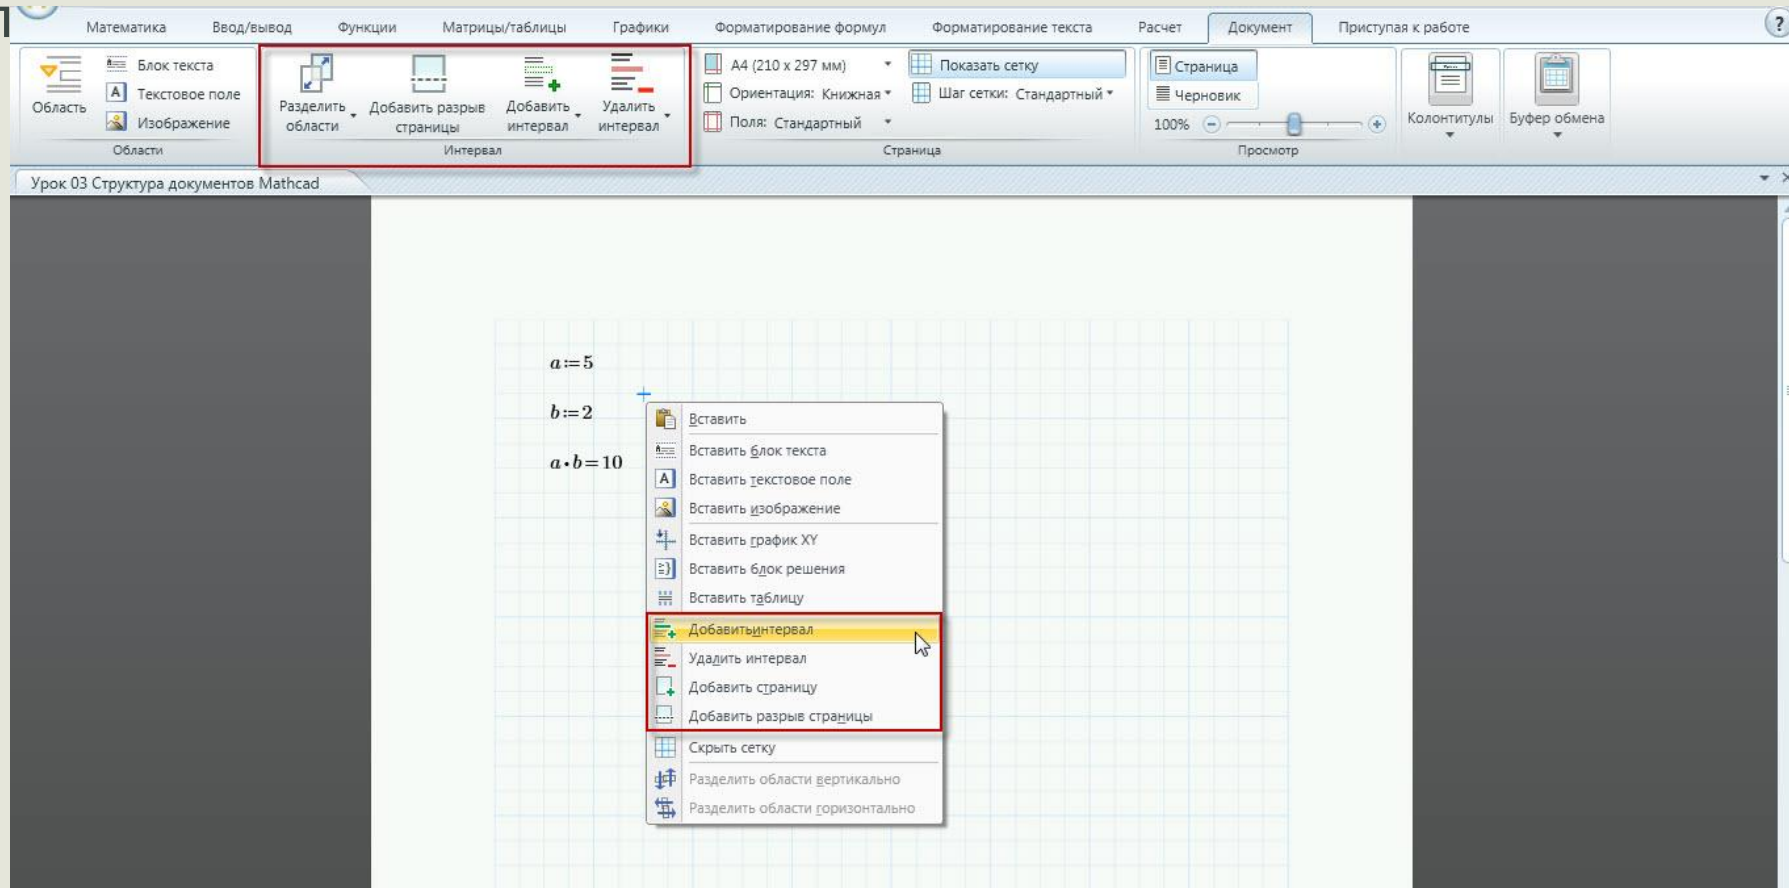 Математика Ввод/вывод Функции Матрицы/таблицы Графики Форматирование формул Форматирование текста Расчет Документ Приступая к работе ?
Область
Блок текста
A Текстовое поле
Изображение
Области
Разделить области
Добавить разрыв страницы
Добавить интервал
Удалить интервал
Интервал
А4 (210 x 297 мм)
Ориентация: Книжная
Поля: Стандартный
Показать сетку
Шаг сетки: Стандартный
Страница
Страница
Черновик
100%
Просмотр
Колонтитулы
Буфер обмена
Урок 03 Структура документов Mathcad
a:=5
b:=2
a·b=10
Вставить
Вставить блок текста
A Вставить текстовое поле
Вставить изображение
Вставить график XY
Вставить блок решения
Вставить таблицу
Добавитьинтервал
Удалить интервал
Добавить страницу
Добавить разрыв страницы
Скрыть сетку
Разделить области вертикально
Разделить области горизонтально